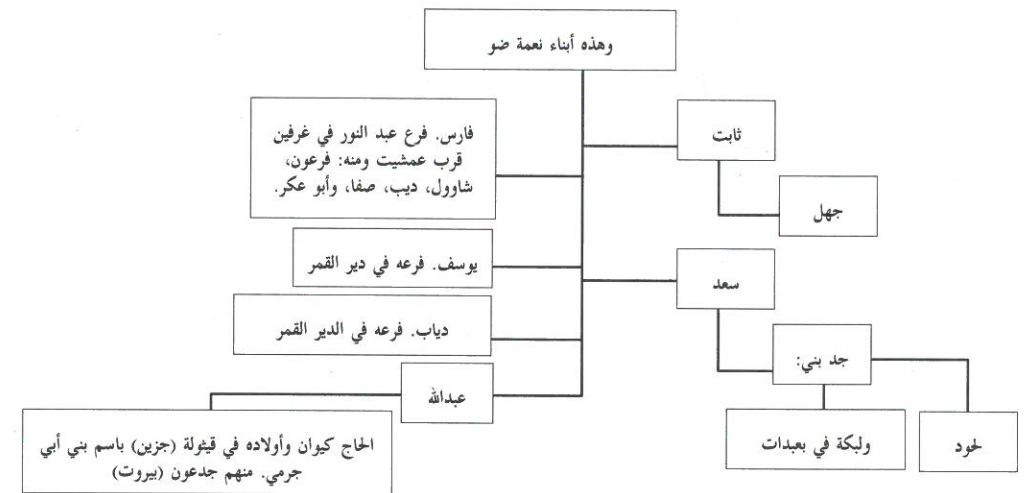 وهذه أبناء نعمة ضو
ثابت
جهل
فارس. فرع عبد النور في غرفين
قرب عمشيت ومنه: فرعون،
شاوول، ديب، صفا، وأبو عكر.
يوسف. فرعه في دير القمر
سعد
دياب. فرعه في الدير القمر
جد بني:
عبدالله
لحود
ولبكة في بعبدات
الحاج كيوان وأولاده في قيثولة (جزين) باسم بني أبي
جرمي. منهم جدعون (بيروت)